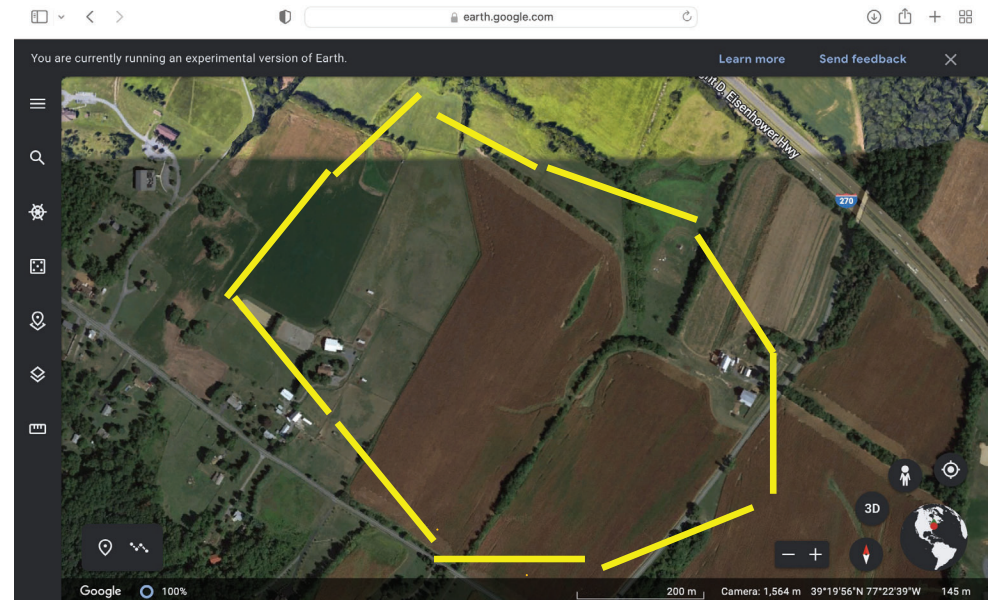 earth.google.com
You are currently running an experimental version of Earth.
Learn more
Send feedback
D. Eisenhower Hwy
270
3D
Google
100%
200 m
Camera: 1,564 m
39°19'56"N 77°22'39"W
145 m